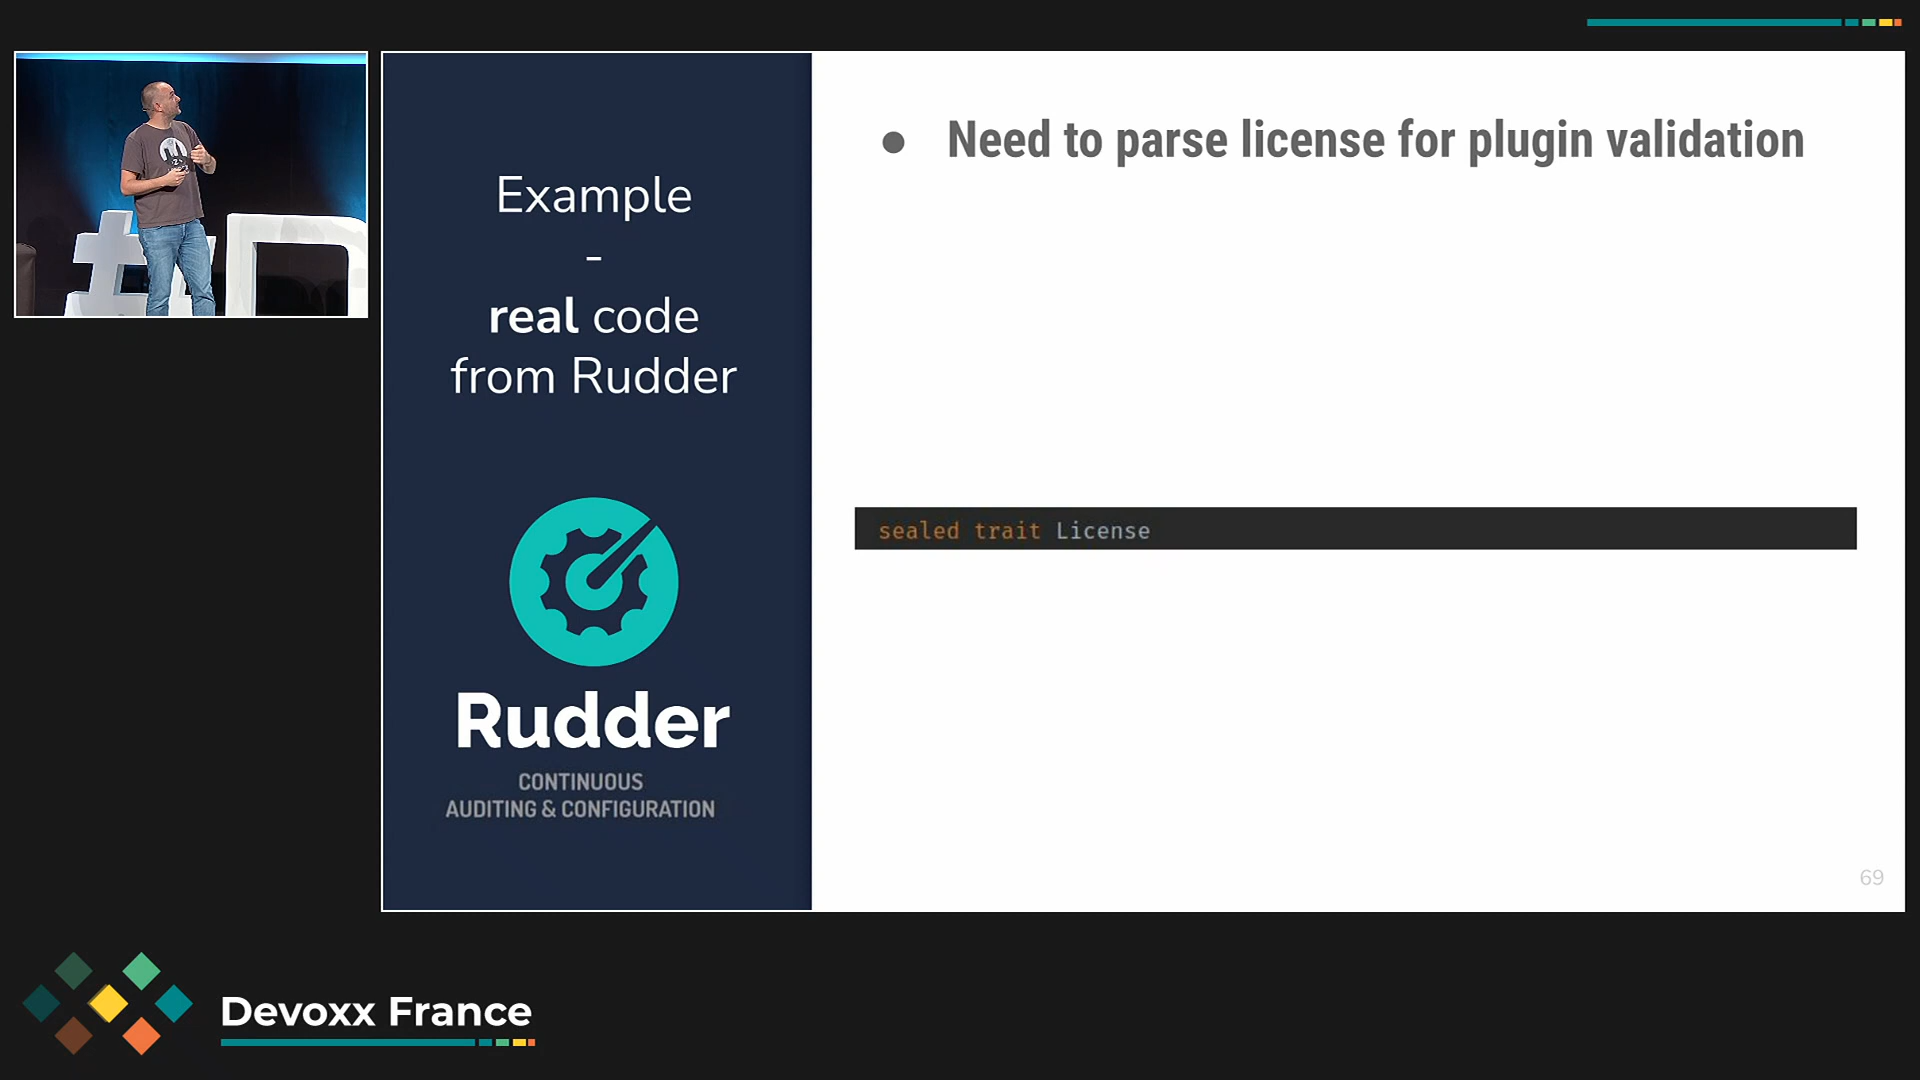 Example
-
real code
from Rudder
Rudder
CONTINUOUS
AUDITING & CONFIGURATION
● Need to parse license for plugin validation
sealed trait License
69
Devoxx France